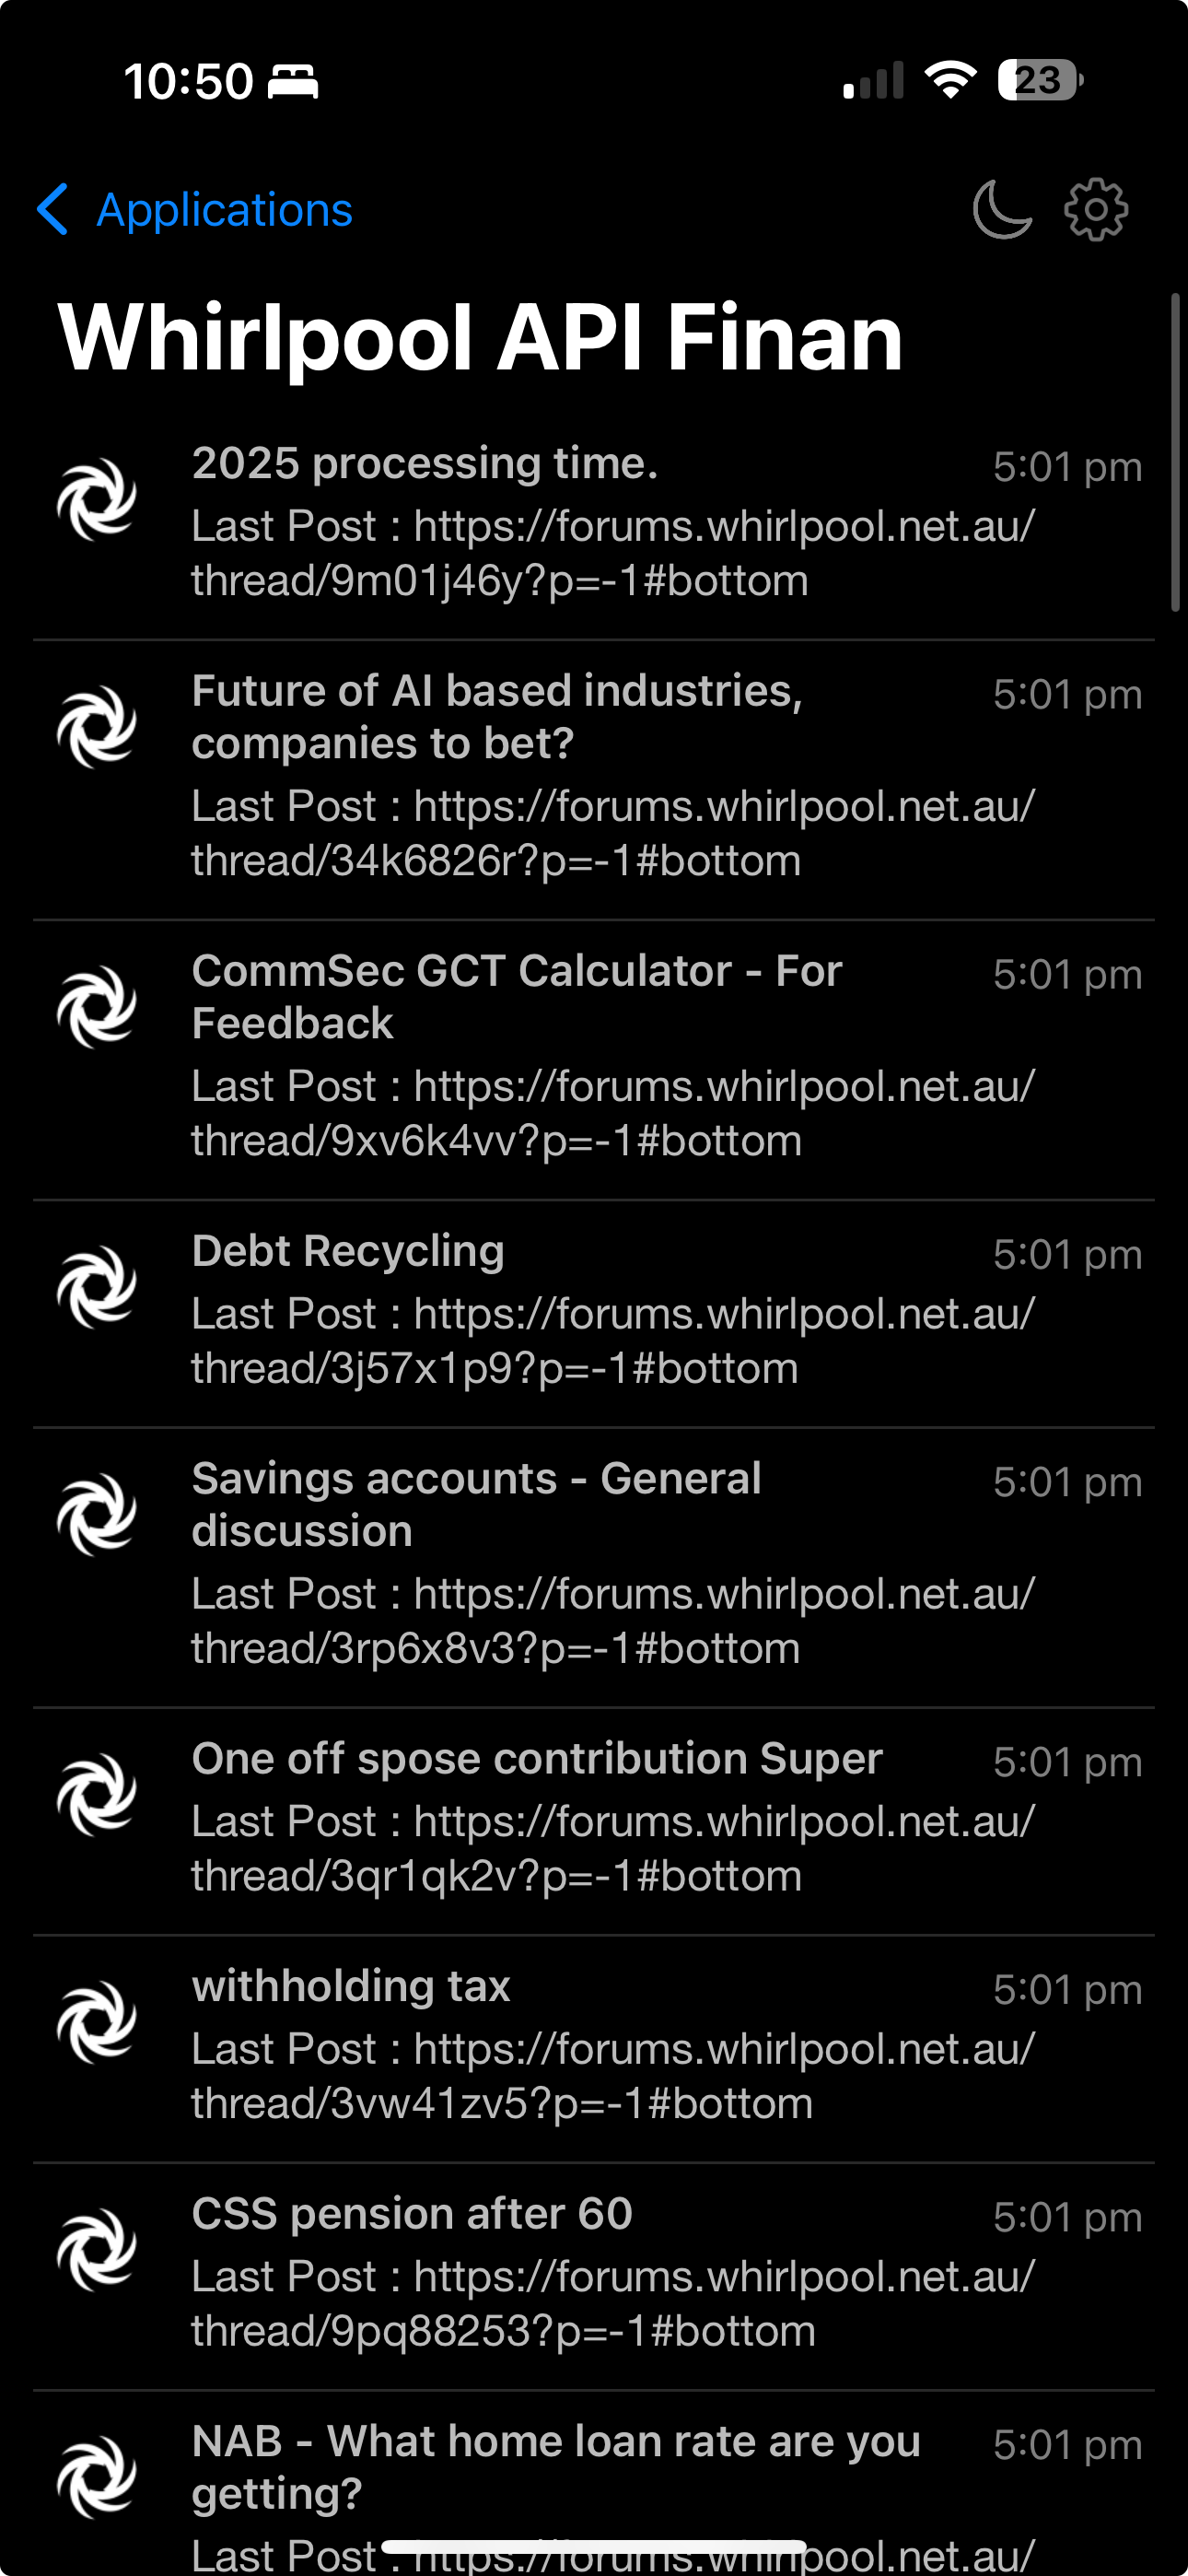 10:50
23
Applications
Whirlpool API Finan
2025 processing time.
5:01 pm
Last Post : https://forums.whirlpool.net.au/
thread/9m01j46y?p=-1#bottom
Future of AI based industries,
5:01 pm
companies to bet?
Last Post : https://forums.whirlpool.net.au/
thread/34k6826r?p=-1#bottom
CommSec GCT Calculator - For
5:01 pm
Feedback
Last Post : https://forums.whirlpool.net.au/
thread/9xv6k4vv?p=-1#bottom
Debt Recycling
5:01 pm
Last Post : https://forums.whirlpool.net.au/
thread/3j57x1p9?p=-1#bottom
Savings accounts - General
5:01 pm
discussion
Last Post : https://forums.whirlpool.net.au/
thread/3rp6x8v3?p=-1#bottom
One off spose contribution Super
5:01 pm
Last Post : https://forums.whirlpool.net.au/
thread/3qr1qk2v?p=-1#bottom
withholding tax
5:01 pm
Last Post : https://forums.whirlpool.net.au/
thread/3vw41zv5?p=-1#bottom
CSS pension after 60
5:01 pm
Last Post : https://forums.whirlpool.net.au/
thread/9pq88253?p=-1#bottom
NAB - What home loan rate are you
5:01 pm
getting?
Last Post : https://forums.whirlpool.net.au/